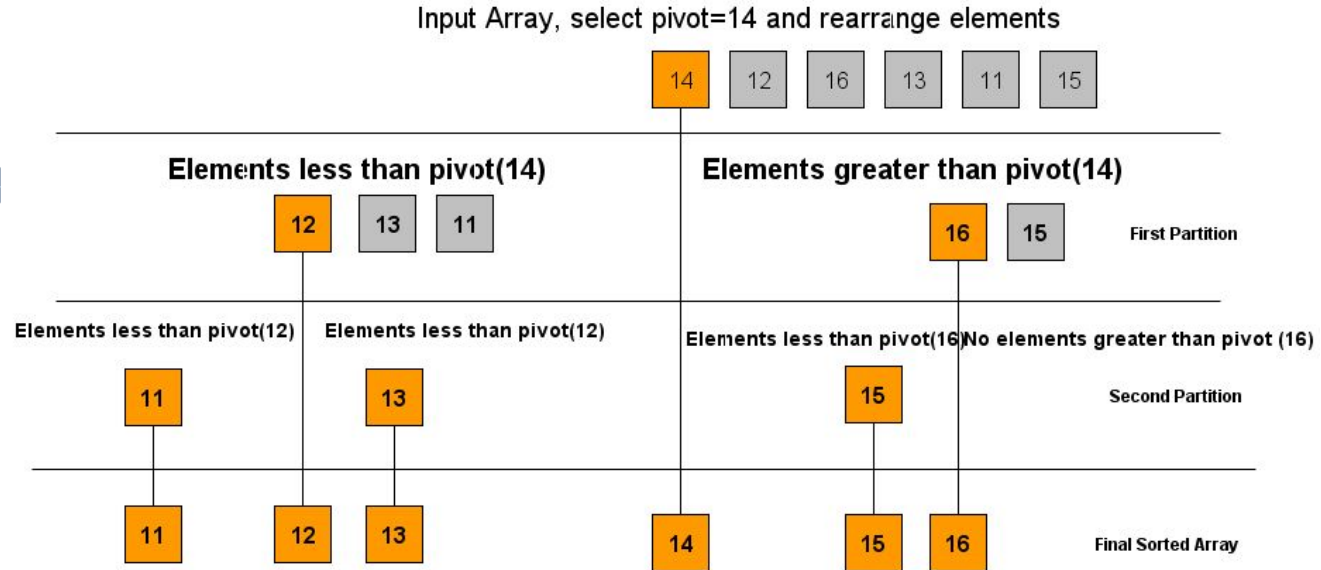 Input Array, select pivot=14 and rearrange elements
14 12 16 13 11 15
Elements less than pivot(14)
Elements greater than pivot(14)
12 13 11
16 15
First Partition
Elements less than pivot(12)
Elements less than pivot(12)
Elements less than pivot(16)
No elements greater than pivot (16)
11
13
15
Second Partition
11
12
13
14
15
16
Final Sorted Array